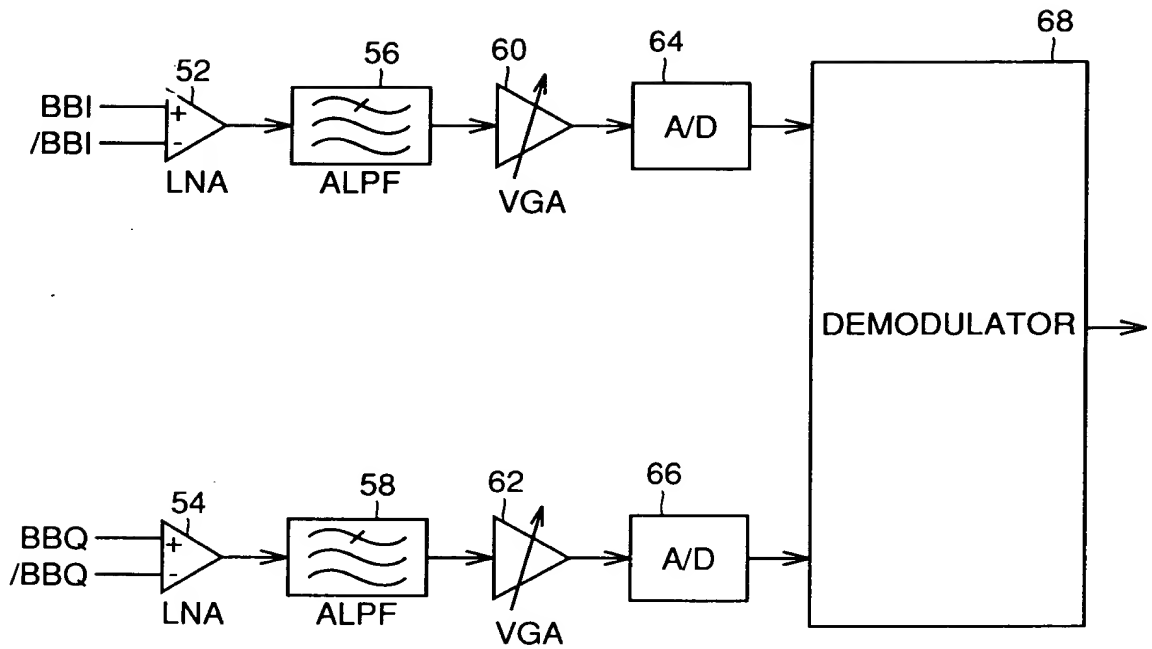 68
52
56
60
64
BBI
+
/BBI
-
A/D
LNA
ALPF
VGA
DEMODULATOR
54
58
62
66
BBQ
+
/BBQ
-
A/D
LNA
ALPF
VGA